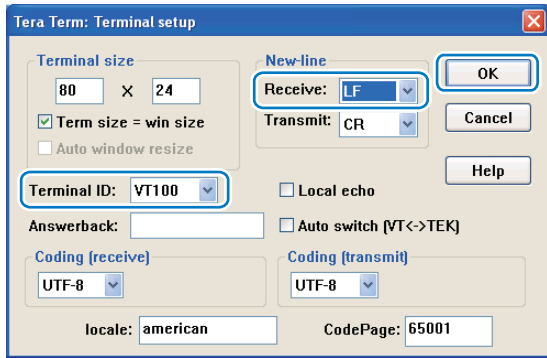 Tera Term: Terminal setup
Terminal size
80 X 24
Term size = win size
Auto window resize
New-line
Receive: LF
Transmit: CR
OK
Cancel
Help
Terminal ID: VT100
Local echo
Answerback:
Auto switch (VT<->TEK)
Coding (receive)
UTF-8
Coding (transmit)
UTF-8
locale: american
CodePage: 65001